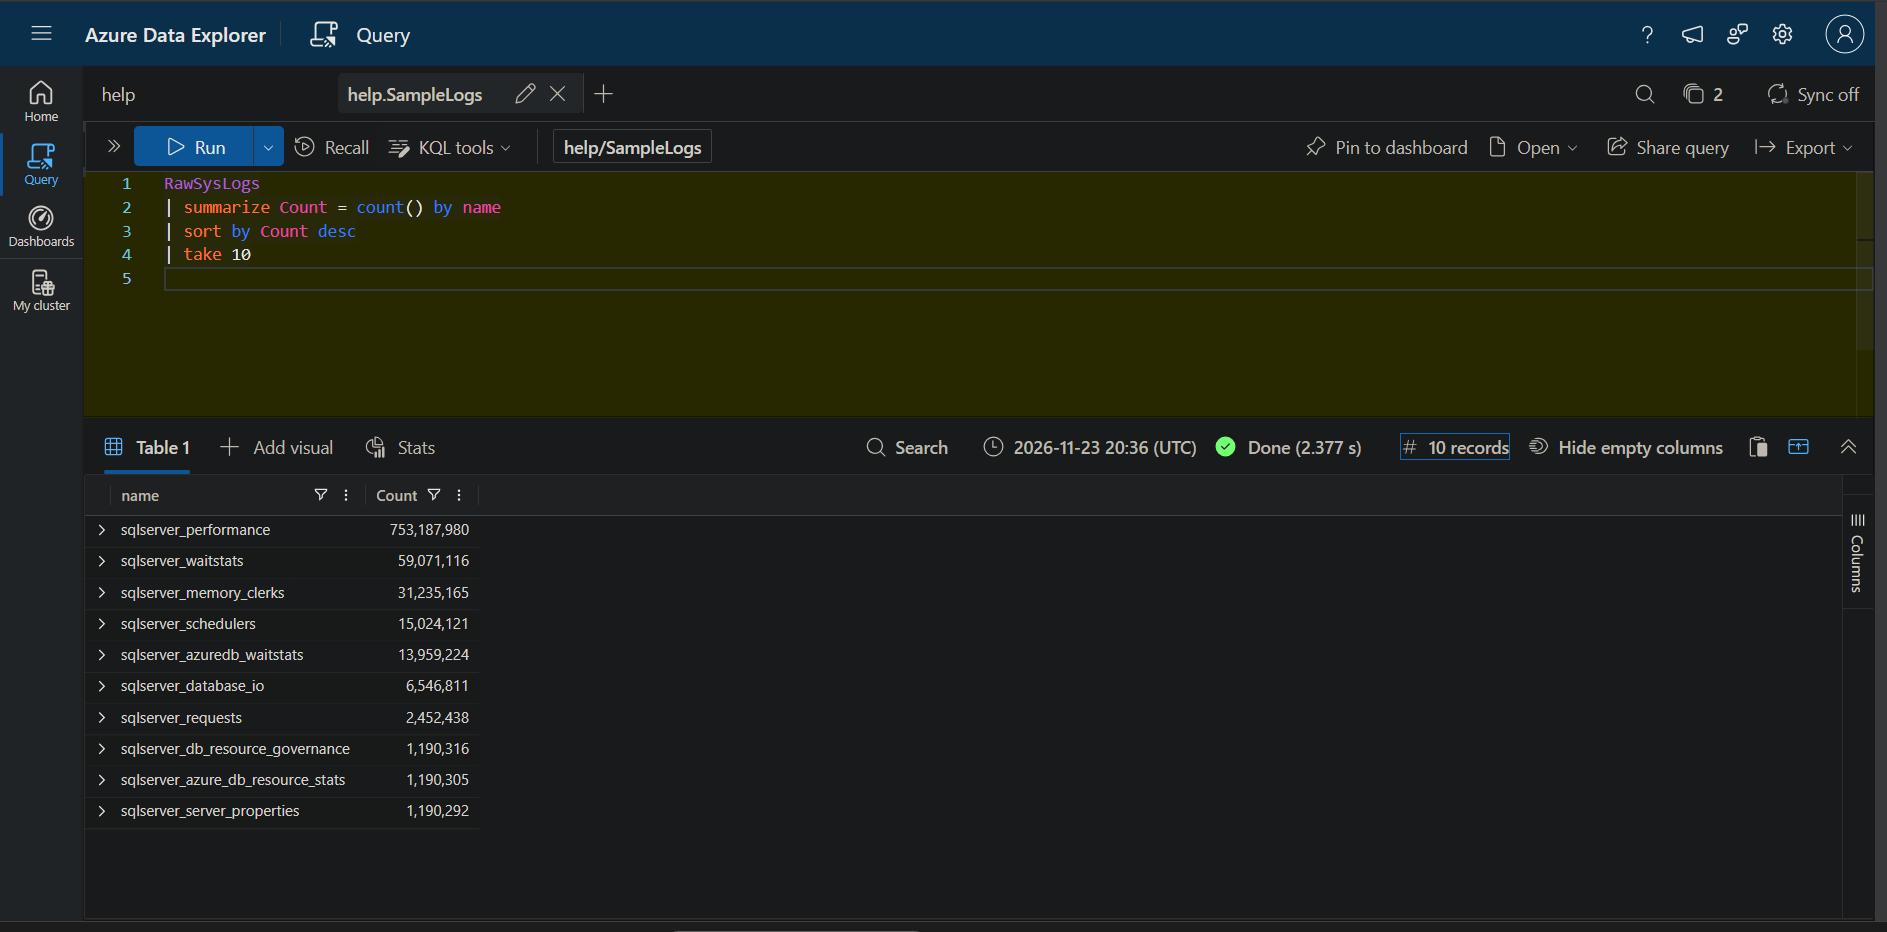 Azure Data Explorer Query ?
help help.SampleLogs 2 Sync off
Run Recall KQL tools help/SampleLogs Pin to dashboard Open Share query Export
Home
Query
Dashboards
My cluster
1 RawSysLogs
2 | summarize Count = count() by name
3 | sort by Count desc
4 | take 10
5
Table 1 Add visual Stats Search 2026-11-23 20:36 (UTC) Done (2.377 s) # 10 records Hide empty columns
name Count
sqlserver_performance 753,187,980
sqlserver_waitstats 59,071,116
sqlserver_memory_clerks 31,235,165
sqlserver_schedulers 15,024,121
sqlserver_azuredb_waitstats 13,959,224
sqlserver_database_io 6,546,811
sqlserver_requests 2,452,438
sqlserver_db_resource_governance 1,190,316
sqlserver_azure_db_resource_stats 1,190,305
sqlserver_server_properties 1,190,292
Columns